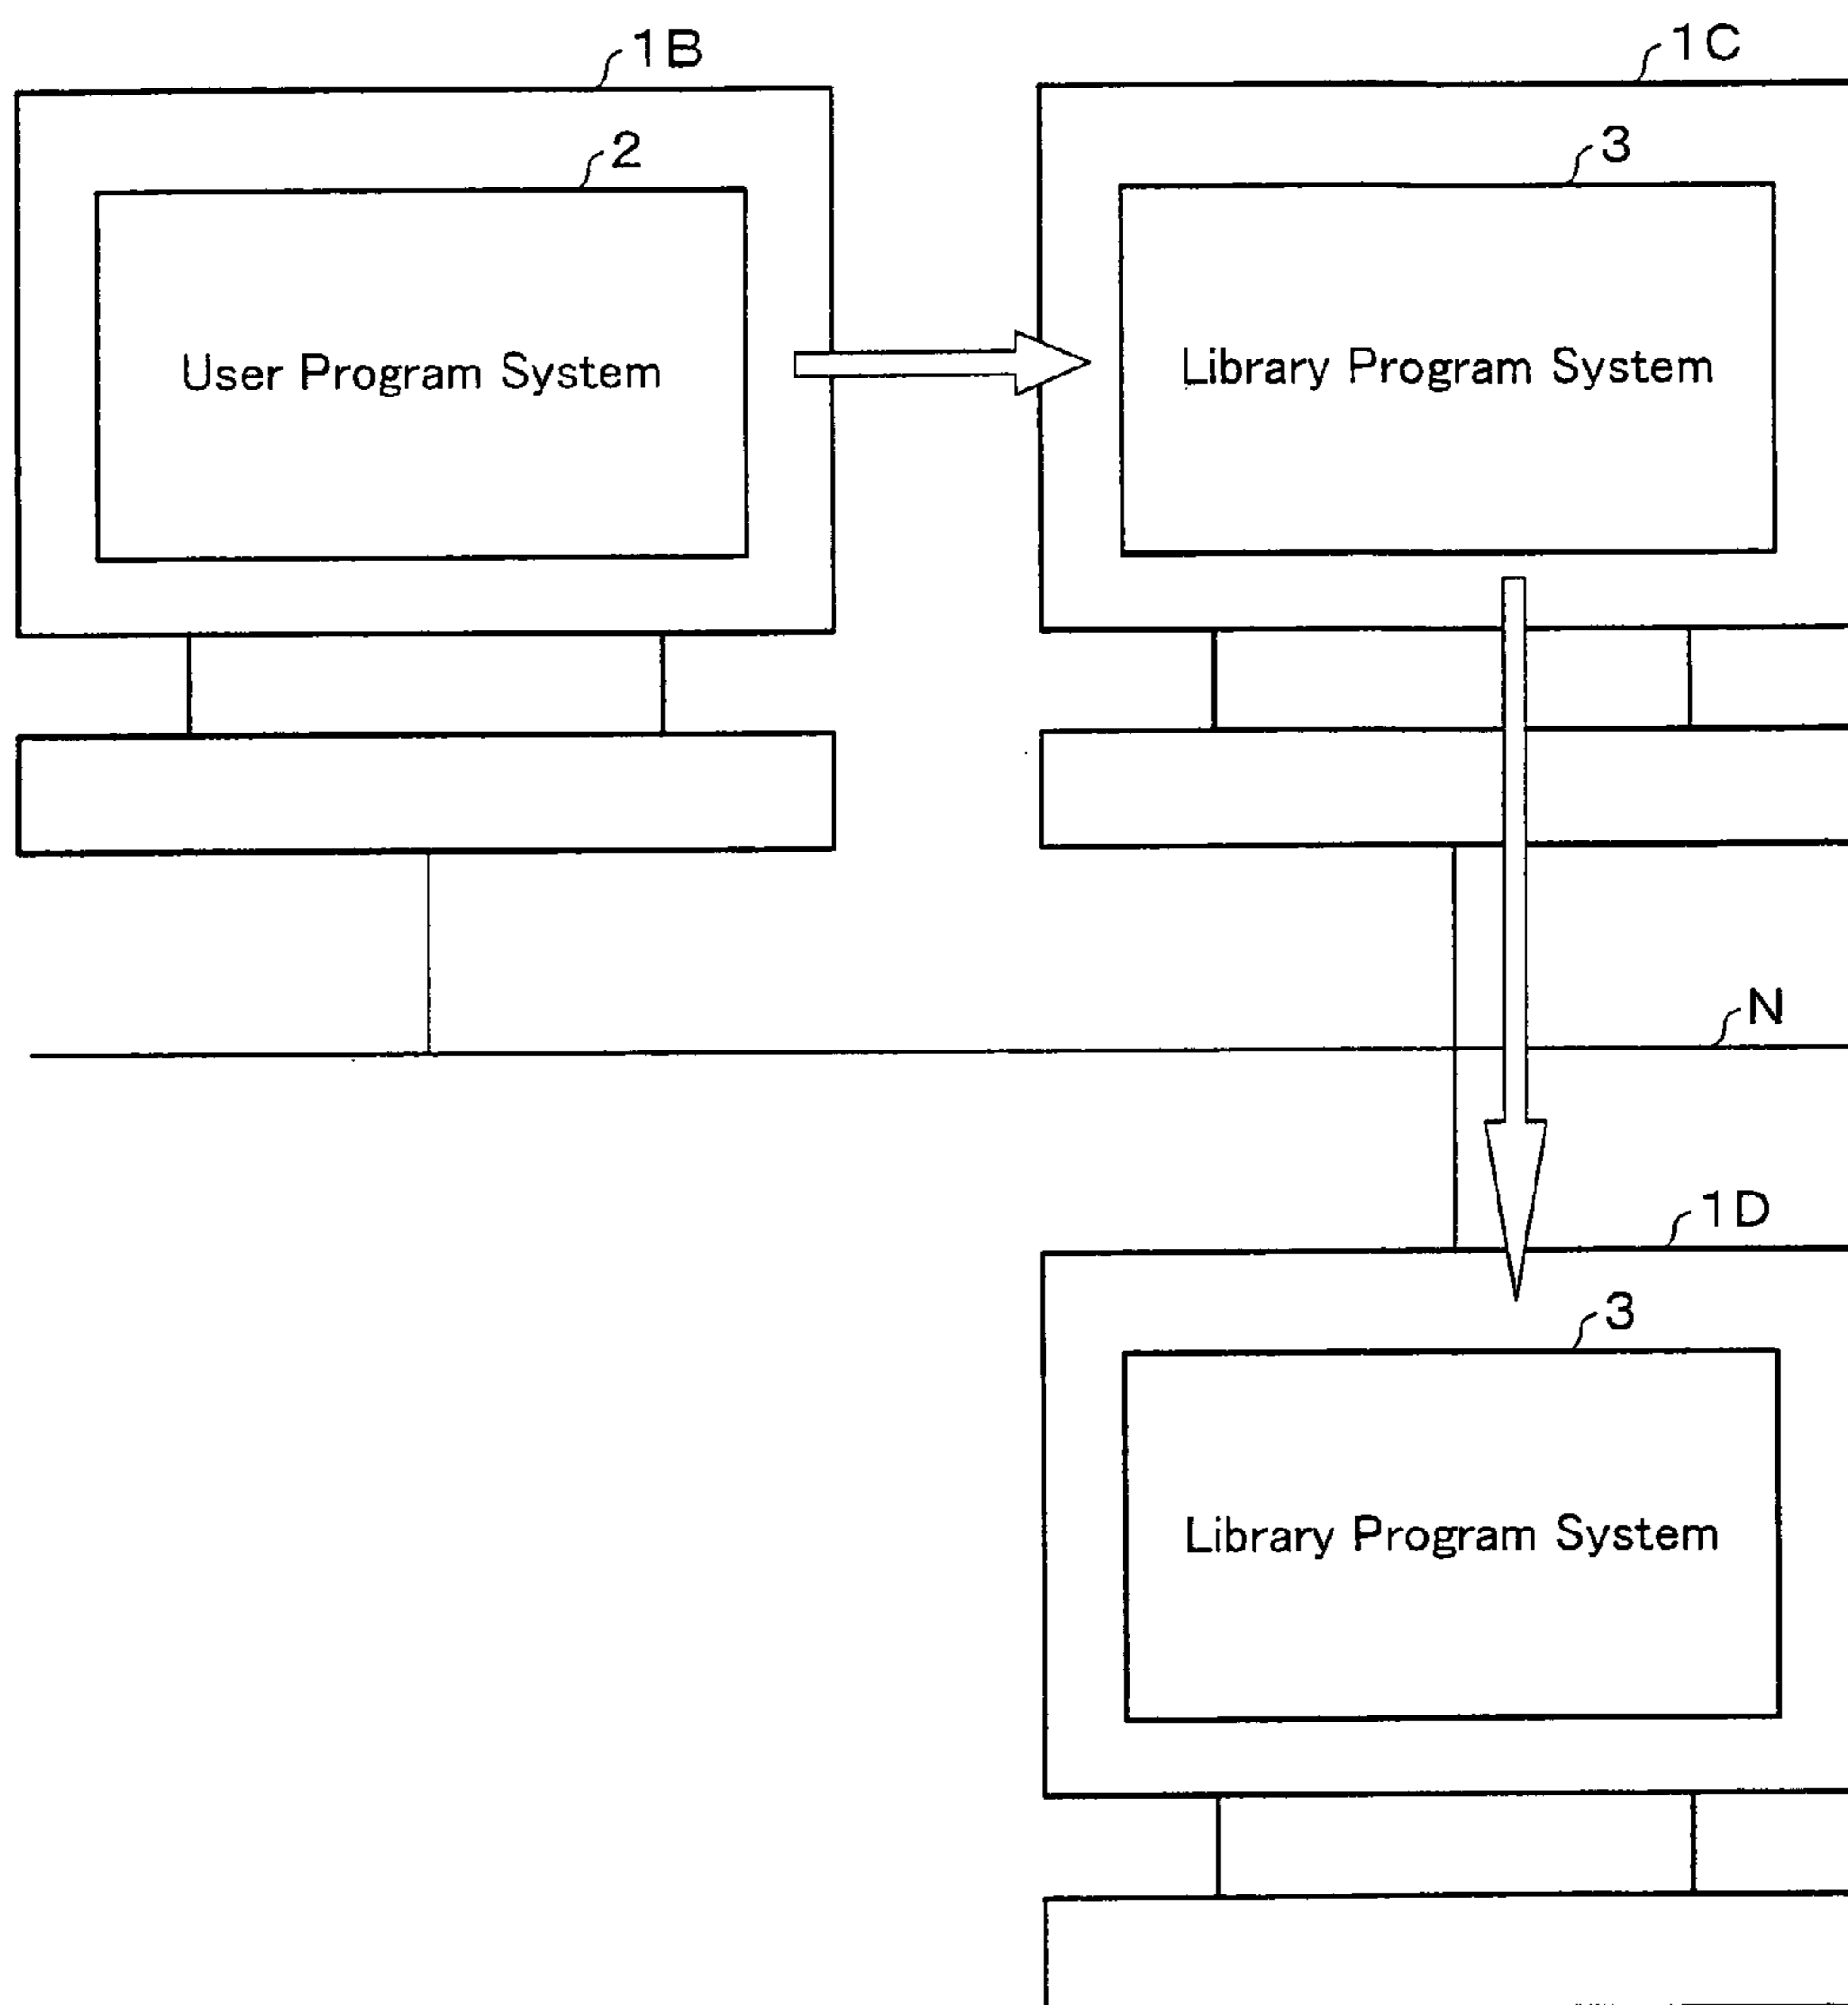 1B
1C
2
3
User Program System
Library Program System
N
1D
3
Library Program System